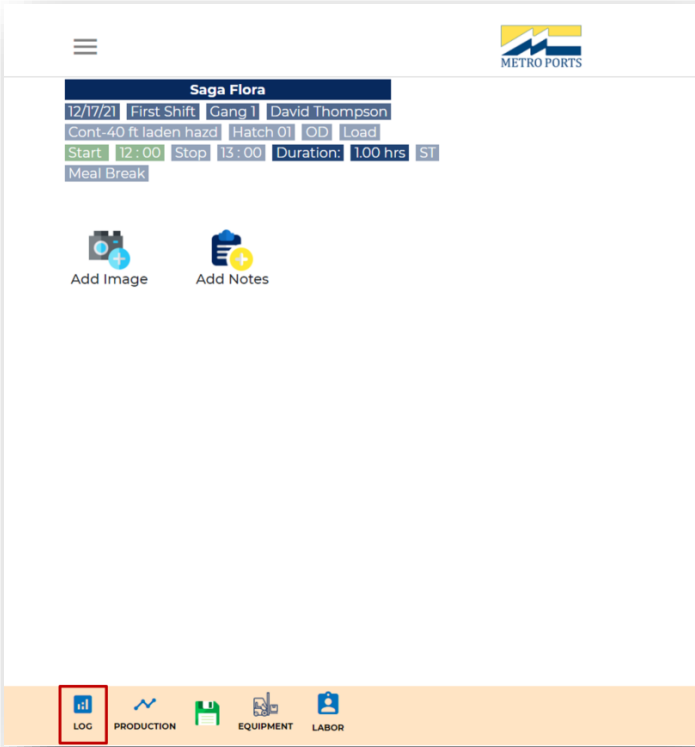 METRO PORTS
Saga Flora
12/17/21 First Shift Gang 1 David Thompson
Cont-40 ft laden hazd Hatch 01 OD Load
Start 12 : 00 Stop 13 : 00 Duration: 1.00 hrs ST
Meal Break
Add Image Add Notes
LOG PRODUCTION EQUIPMENT LABOR